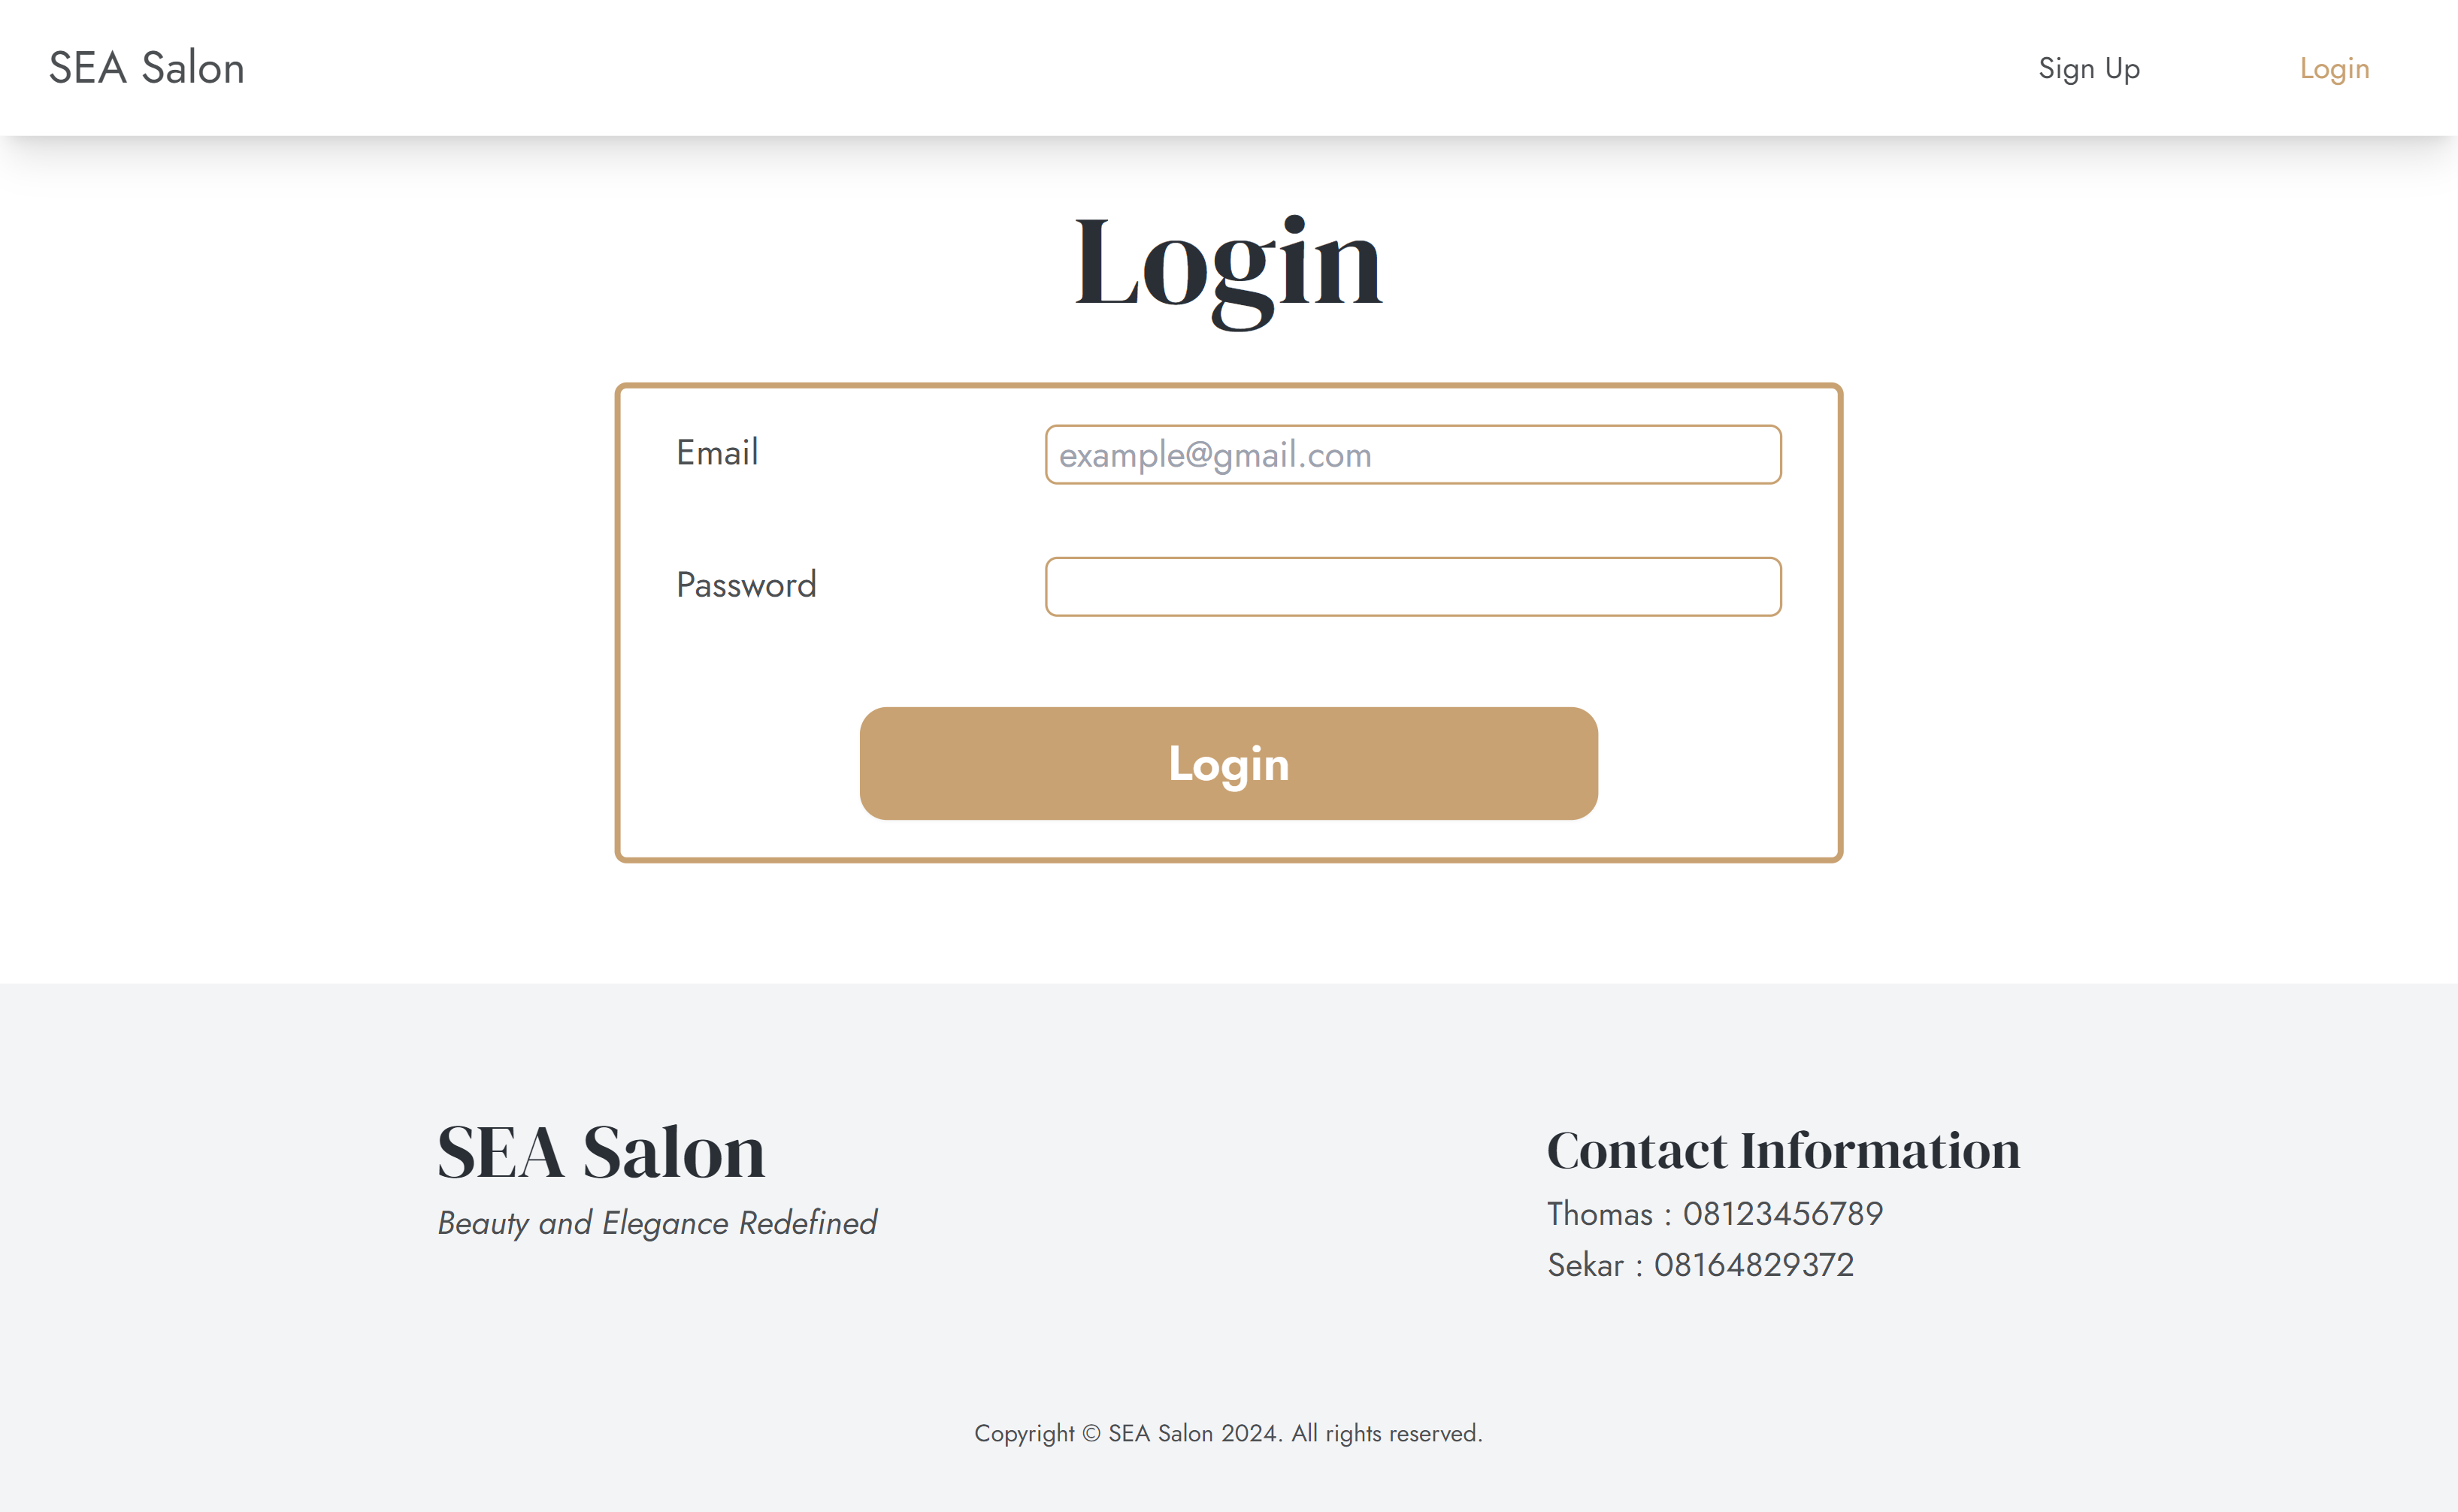 SEA Salon
Sign Up
Login
Login
Email
example@gmail.com
Password
Login
SEA Salon
Beauty and Elegance Redefined
Contact Information
Thomas : 08123456789
Sekar : 08164829372
Copyright © SEA Salon 2024. All rights reserved.